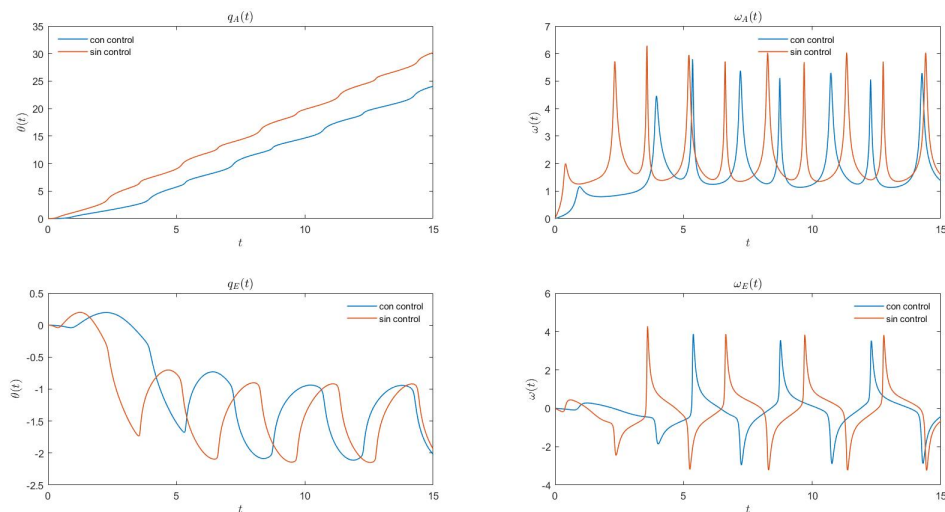 q_A(t)
35
30
25
20
15
10
5
0
θ(t)
con control
sin control
0 5 10 15
t
ω_A(t)
7
6
5
4
3
2
1
0
ω(t)
con control
sin control
0 5 10 15
t
q_E(t)
0.5
0
-0.5
-1
-1.5
-2
-2.5
θ(t)
con control
sin control
0 5 10 15
t
ω_E(t)
6
4
2
0
-2
-4
ω(t)
con control
sin control
0 5 10 15
t